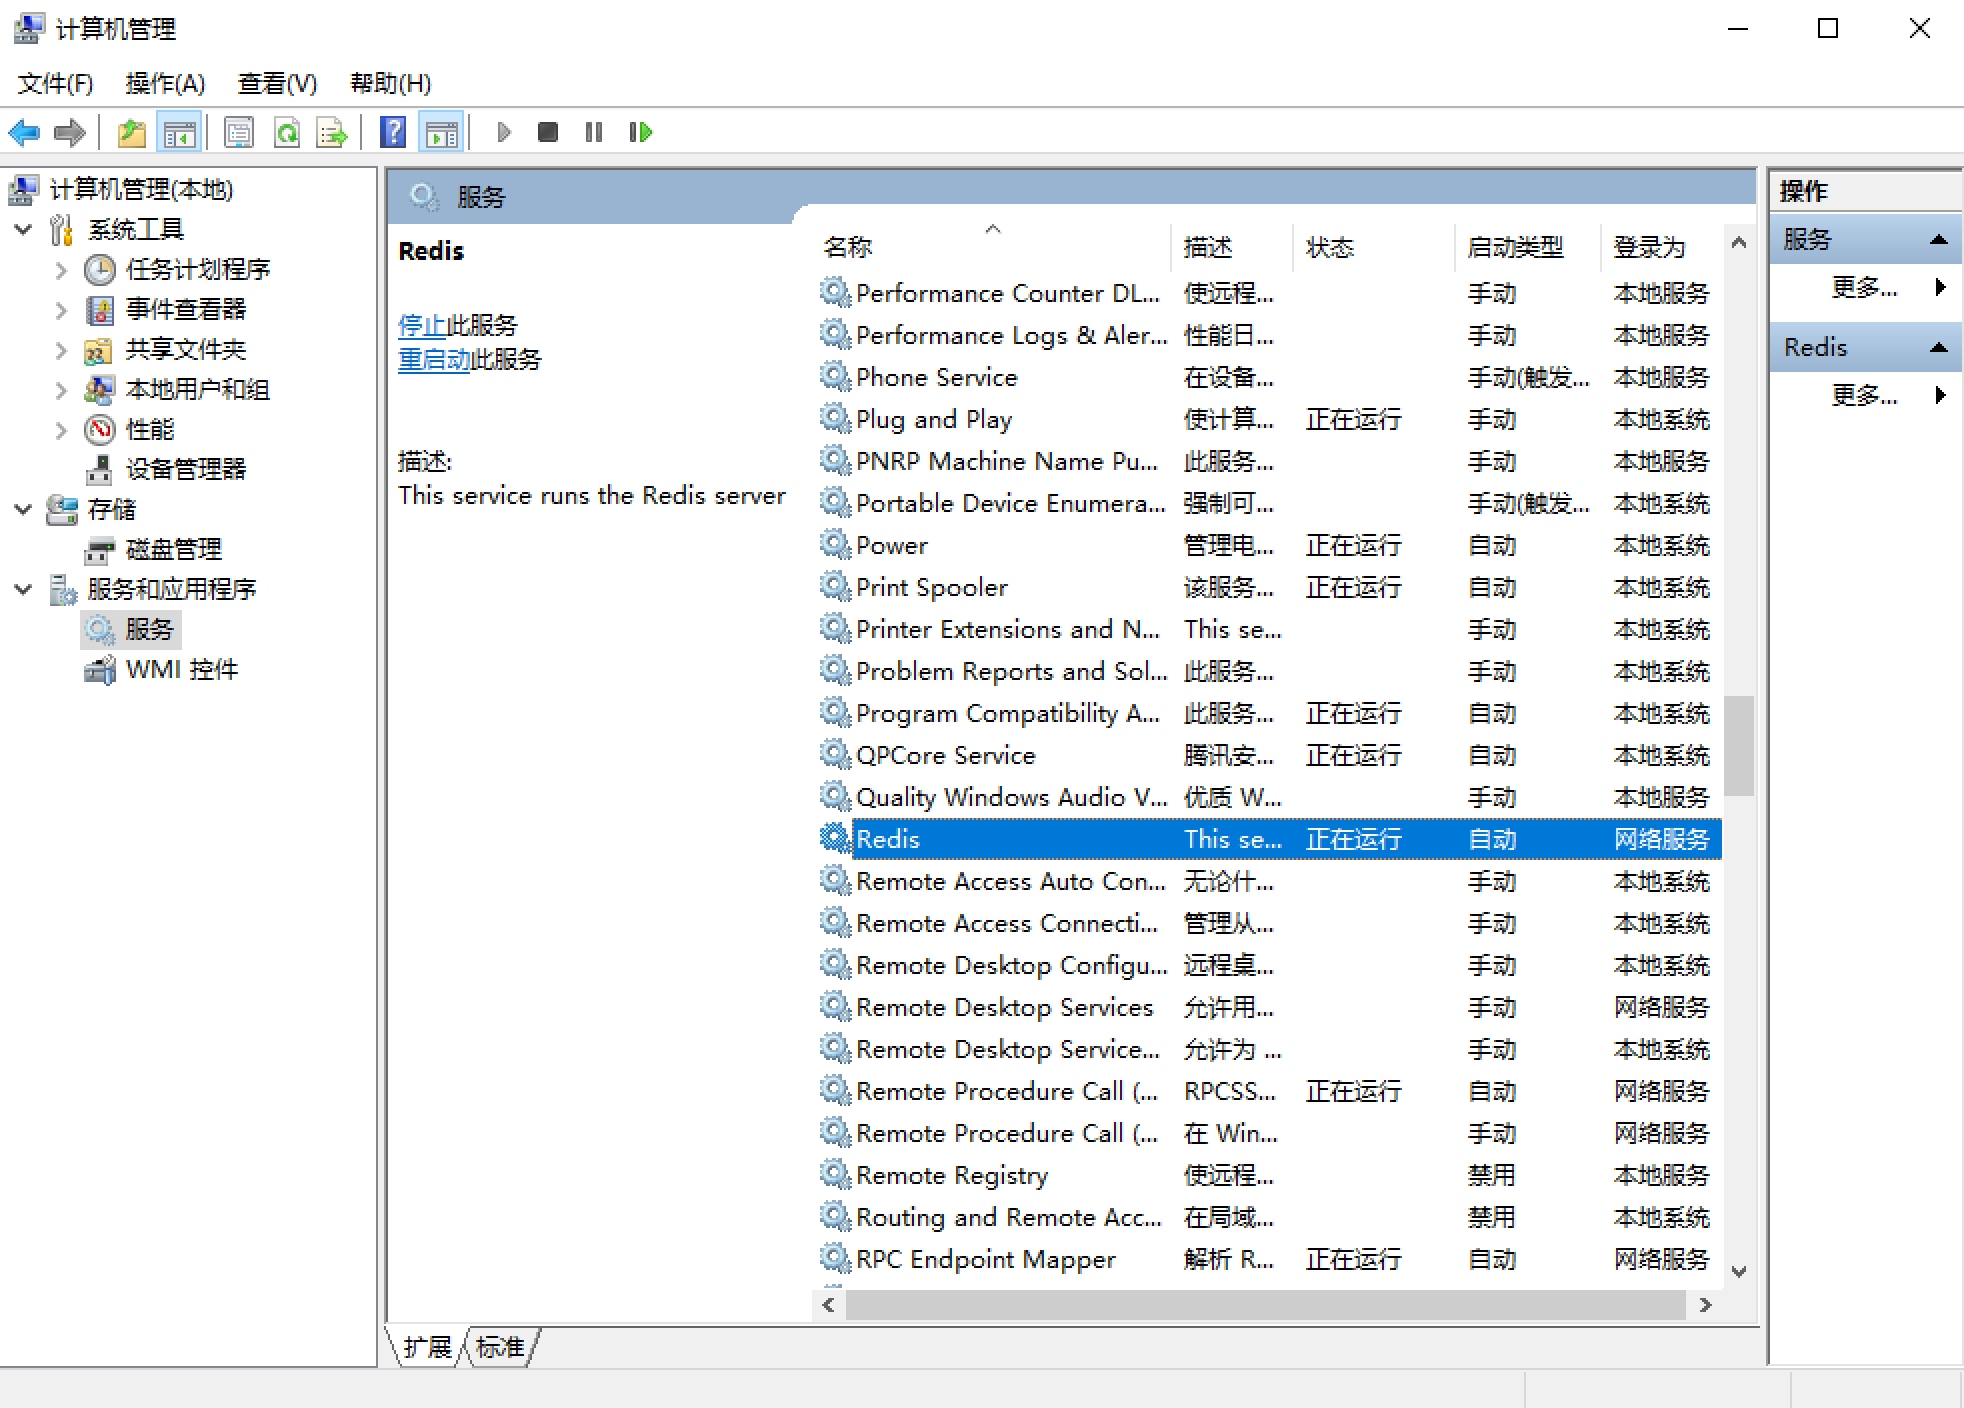 计算机管理
文件(F) 操作(A) 查看(V) 帮助(H)
计算机管理(本地)
系统工具
任务计划程序
事件查看器
共享文件夹
本地用户和组
性能
设备管理器
存储
磁盘管理
服务和应用程序
服务
WMI 控件
服务
Redis
停止此服务
重启动此服务
描述:
This service runs the Redis server
名称 描述 状态 启动类型 登录为
Performance Counter DL... 使远程... 手动 本地服务
Performance Logs & Aler... 性能日... 手动 本地服务
Phone Service 在设备... 手动(触发... 本地服务
Plug and Play 使计算... 正在运行 手动 本地系统
PNRP Machine Name Pu... 此服务... 手动 本地服务
Portable Device Enumera... 强制可... 手动(触发... 本地系统
Power 管理电... 正在运行 自动 本地系统
Print Spooler 该服务... 正在运行 自动 本地系统
Printer Extensions and N... This se... 手动 本地系统
Problem Reports and Sol... 此服务... 手动 本地系统
Program Compatibility A... 此服务... 正在运行 自动 本地系统
QPCore Service 腾讯安... 正在运行 自动 本地系统
Quality Windows Audio V... 优质 W... 手动 本地服务
Redis This se... 正在运行 自动 网络服务
Remote Access Auto Con... 无论什... 手动 本地系统
Remote Access Connecti... 管理从... 手动 本地系统
Remote Desktop Configu... 远程桌... 手动 本地系统
Remote Desktop Services 允许用... 手动 网络服务
Remote Desktop Service... 允许为 ... 手动 本地系统
Remote Procedure Call (... RPCSS... 正在运行 自动 网络服务
Remote Procedure Call (... 在 Win... 手动 网络服务
Remote Registry 使远程... 禁用 本地服务
Routing and Remote Acc... 在局域... 禁用 本地系统
RPC Endpoint Mapper 解析 R... 正在运行 自动 网络服务
扩展 标准
操作
服务
更多...
Redis
更多...